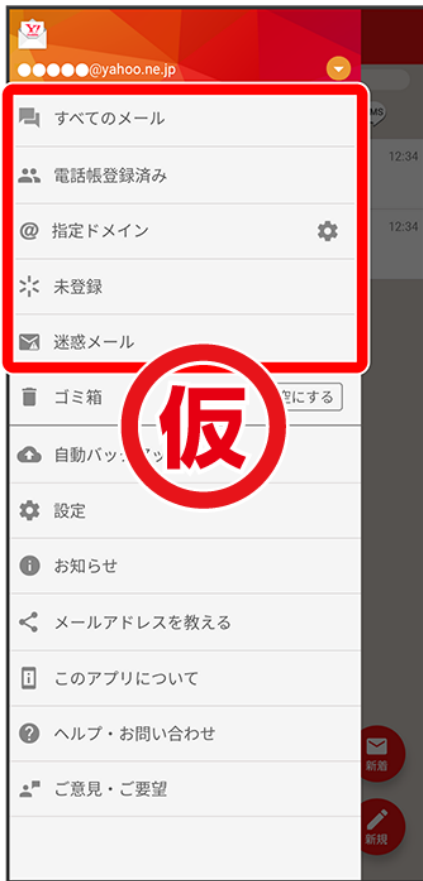 Y!
●●●●●@yahoo.ne.jp
すべてのメール
MS
12:34
電話帳登録済み
12:34
@ 指定ドメイン
未登録
迷惑メール
ゴミ箱
空にする
仮
自動バッ
設定
お知らせ
メールアドレスを教える
このアプリについて
ヘルプ・お問い合わせ
新着
ご意見・ご要望
新規